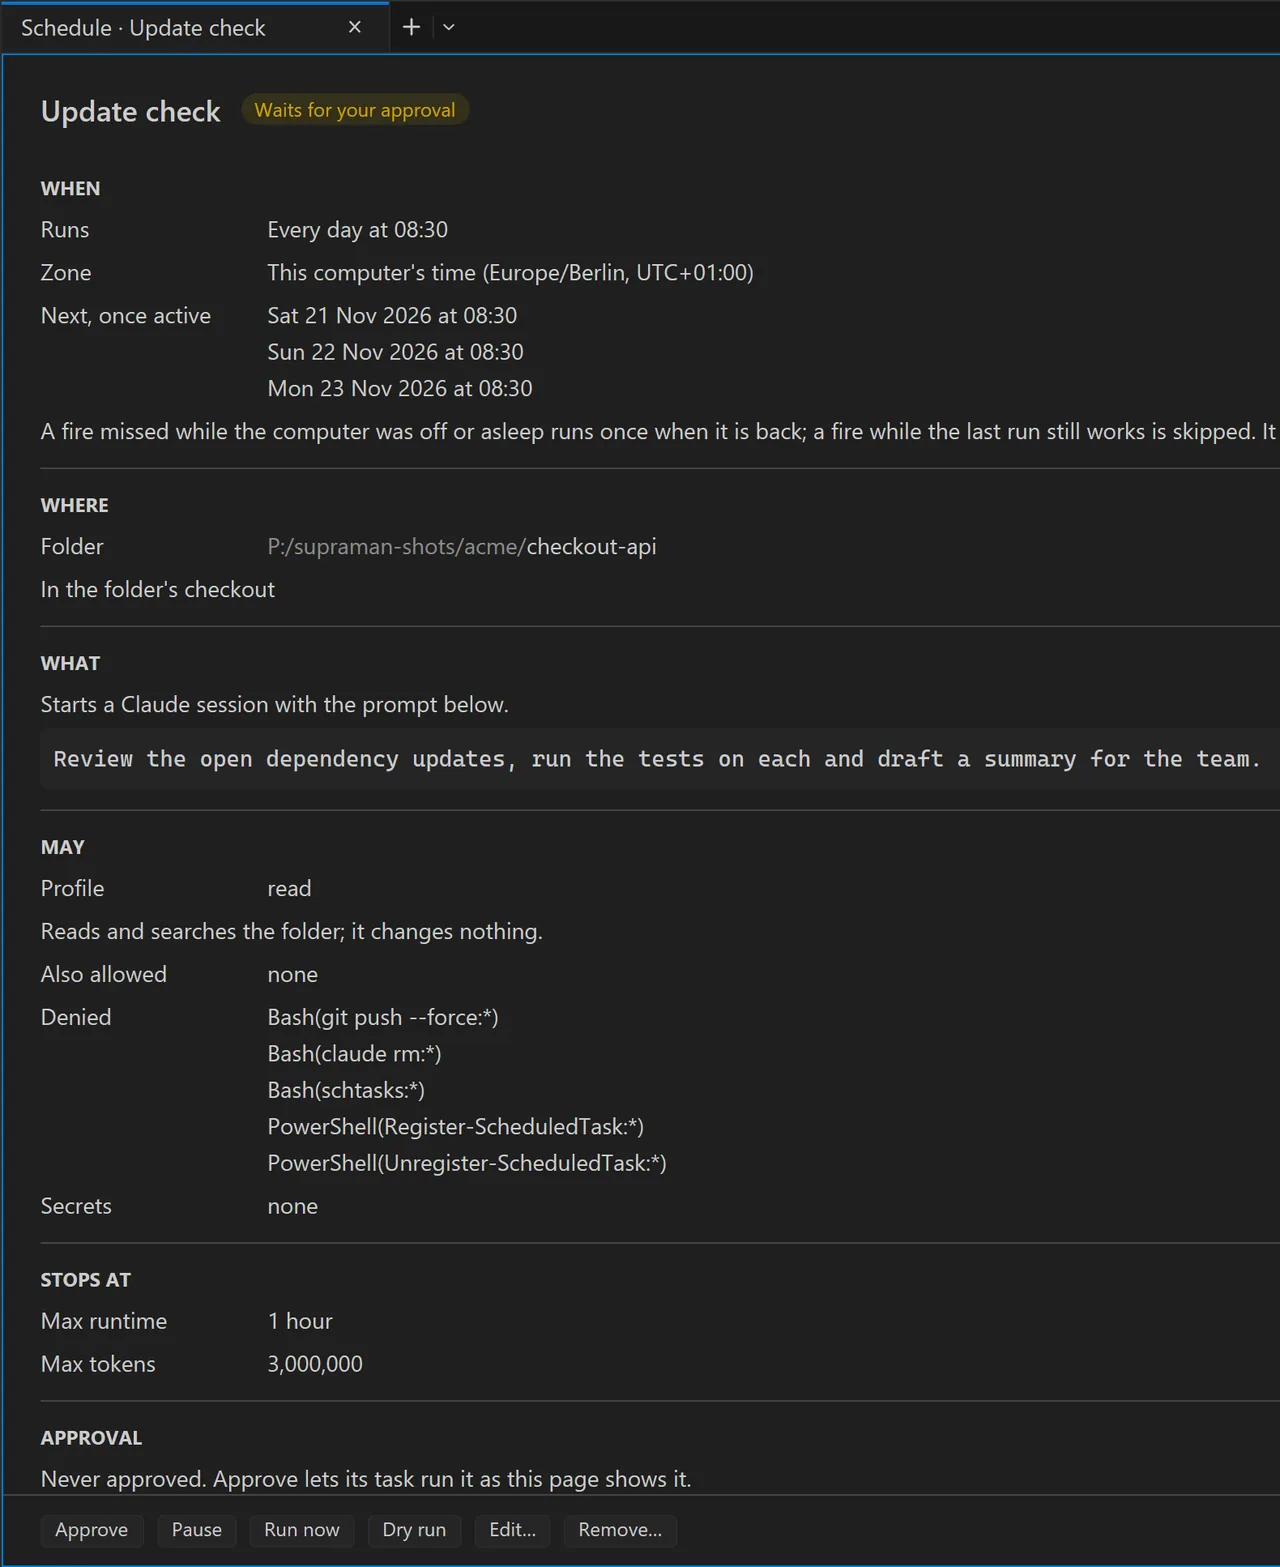 Schedule · Update check
Update check
Waits for your approval
WHEN
Runs Every day at 08:30
Zone This computer's time (Europe/Berlin, UTC+01:00)
Next, once active Sat 21 Nov 2026 at 08:30
Sun 22 Nov 2026 at 08:30
Mon 23 Nov 2026 at 08:30
A fire missed while the computer was off or asleep runs once when it is back; a fire while the last run still works is skipped. It
WHERE
Folder P:/supraman-shots/acme/checkout-api
In the folder's checkout
WHAT
Starts a Claude session with the prompt below.
Review the open dependency updates, run the tests on each and draft a summary for the team.
MAY
Profile read
Reads and searches the folder; it changes nothing.
Also allowed none
Denied Bash(git push --force:*)
Bash(claude rm:*)
Bash(schtasks:*)
PowerShell(Register-ScheduledTask:*)
PowerShell(Unregister-ScheduledTask:*)
Secrets none
STOPS AT
Max runtime 1 hour
Max tokens 3,000,000
APPROVAL
Never approved. Approve lets its task run it as this page shows it.
Approve Pause Run now Dry run Edit... Remove...